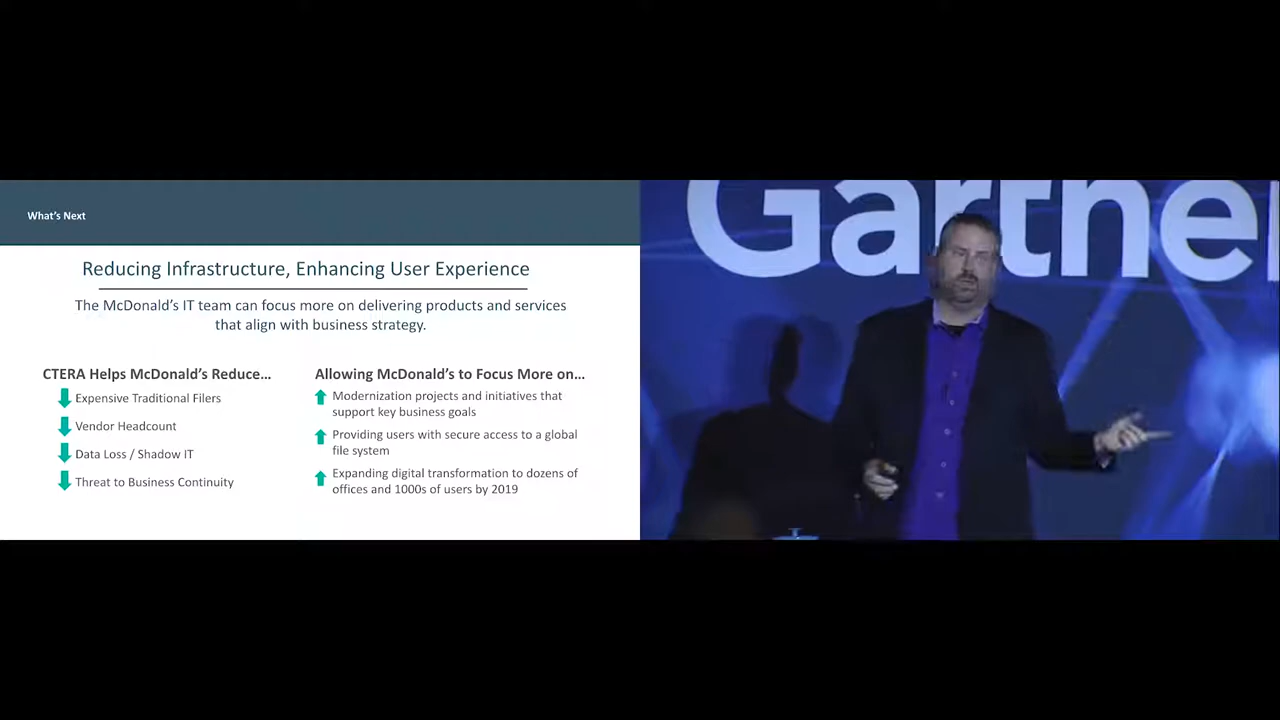 What's Next
Reducing Infrastructure, Enhancing User Experience
The McDonald's IT team can focus more on delivering products and services
that align with business strategy.
CTERA Helps McDonald's Reduce...
Expensive Traditional Filers
Vendor Headcount
Data Loss / Shadow IT
Threat to Business Continuity
Allowing McDonald's to Focus More on...
Modernization projects and initiatives that
support key business goals
Providing users with secure access to a global
file system
Expanding digital transformation to dozens of
offices and 1000s of users by 2019
Gartner